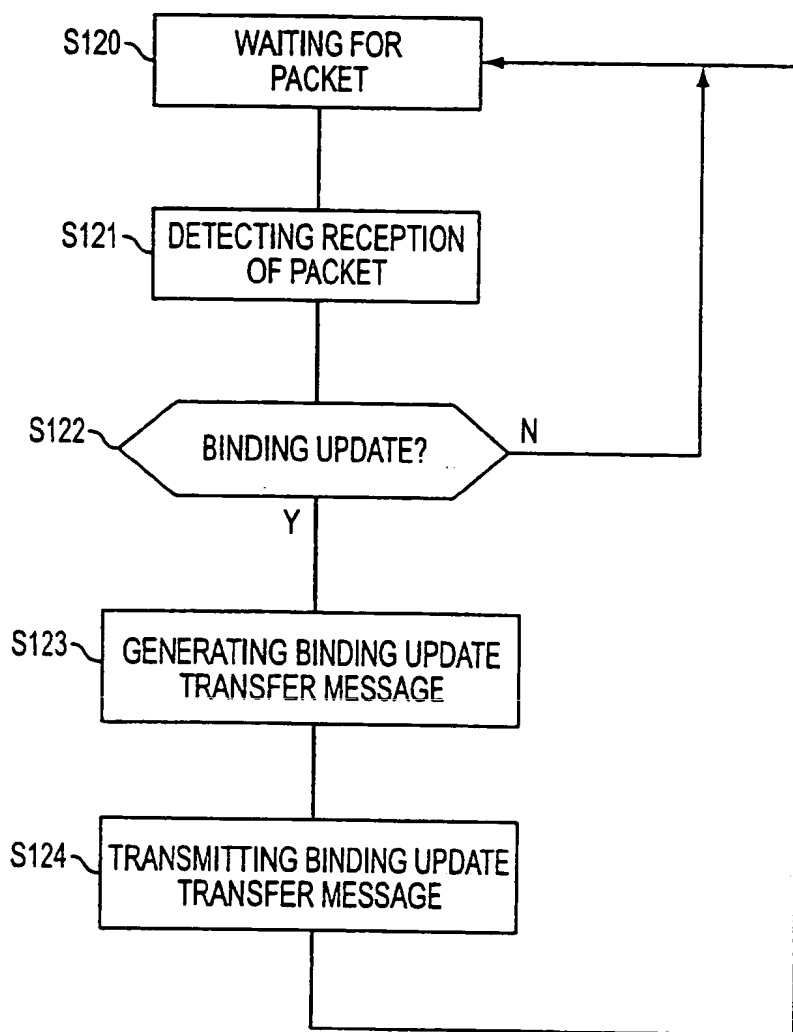 S120
WAITING FOR
PACKET
S121
DETECTING RECEPTION
OF PACKET
S122
BINDING UPDATE?
N
Y
S123
GENERATING BINDING UPDATE
TRANSFER MESSAGE
S124
TRANSMITTING BINDING UPDATE
TRANSFER MESSAGE